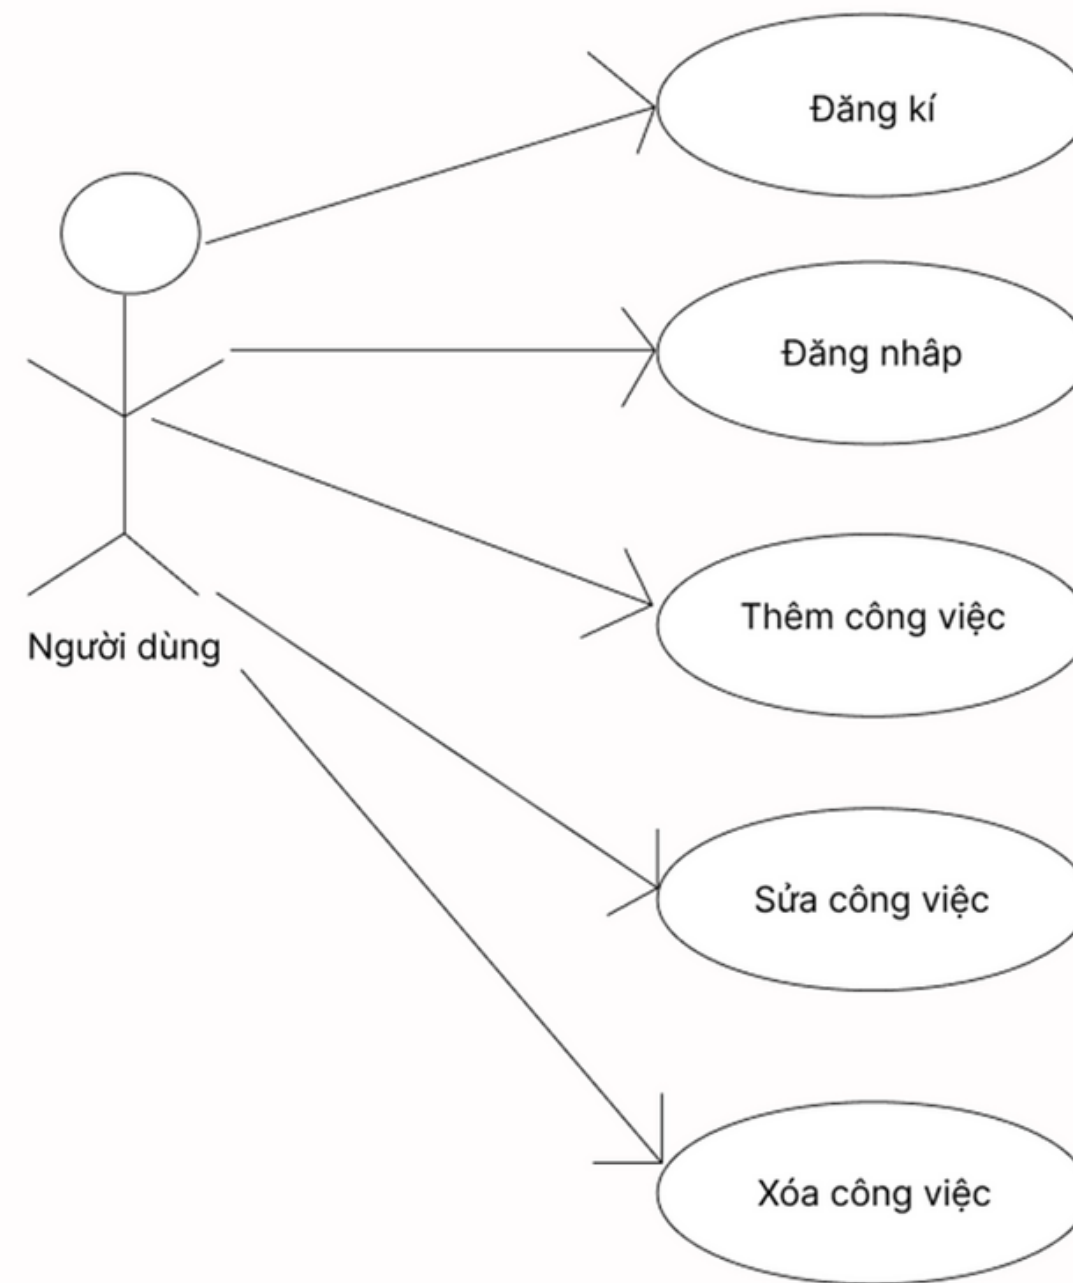 Đăng kí
Đăng nhâp
Thêm công việc
Người dùng
Sửa công việc
Xóa công việc